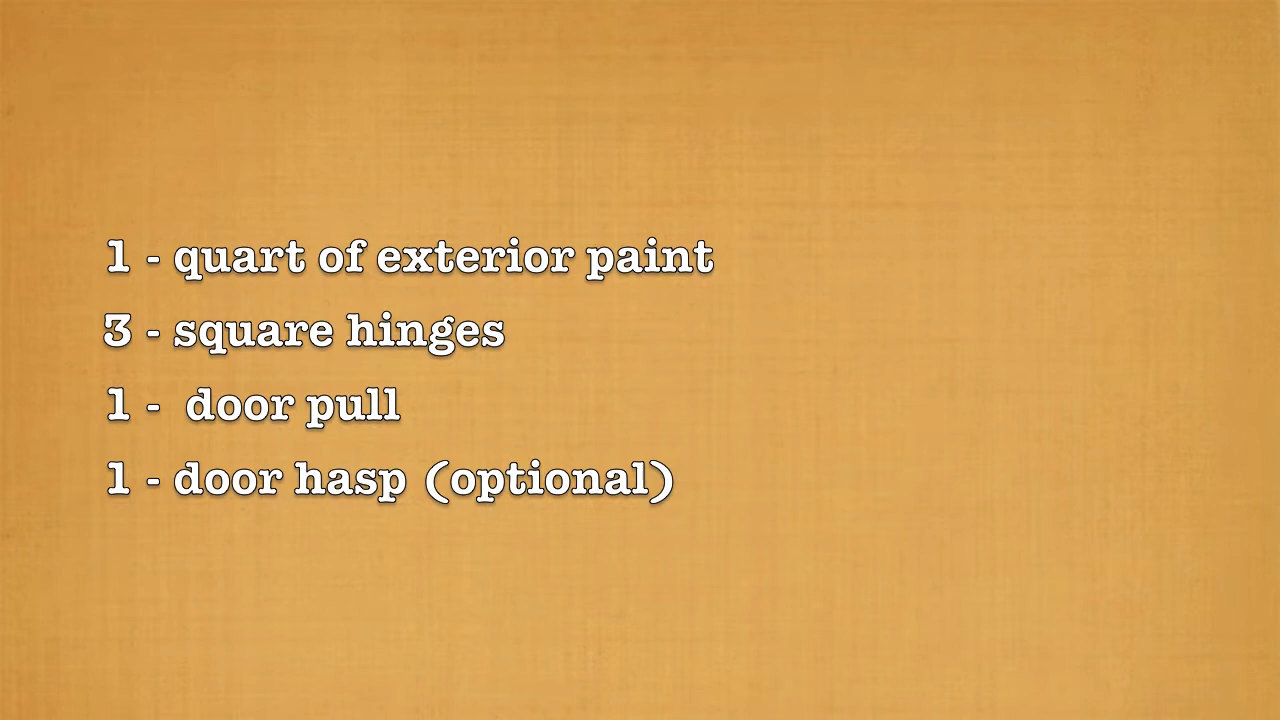 1 - quart of exterior paint
3 - square hinges
1 -  door pull
1 - door hasp (optional)